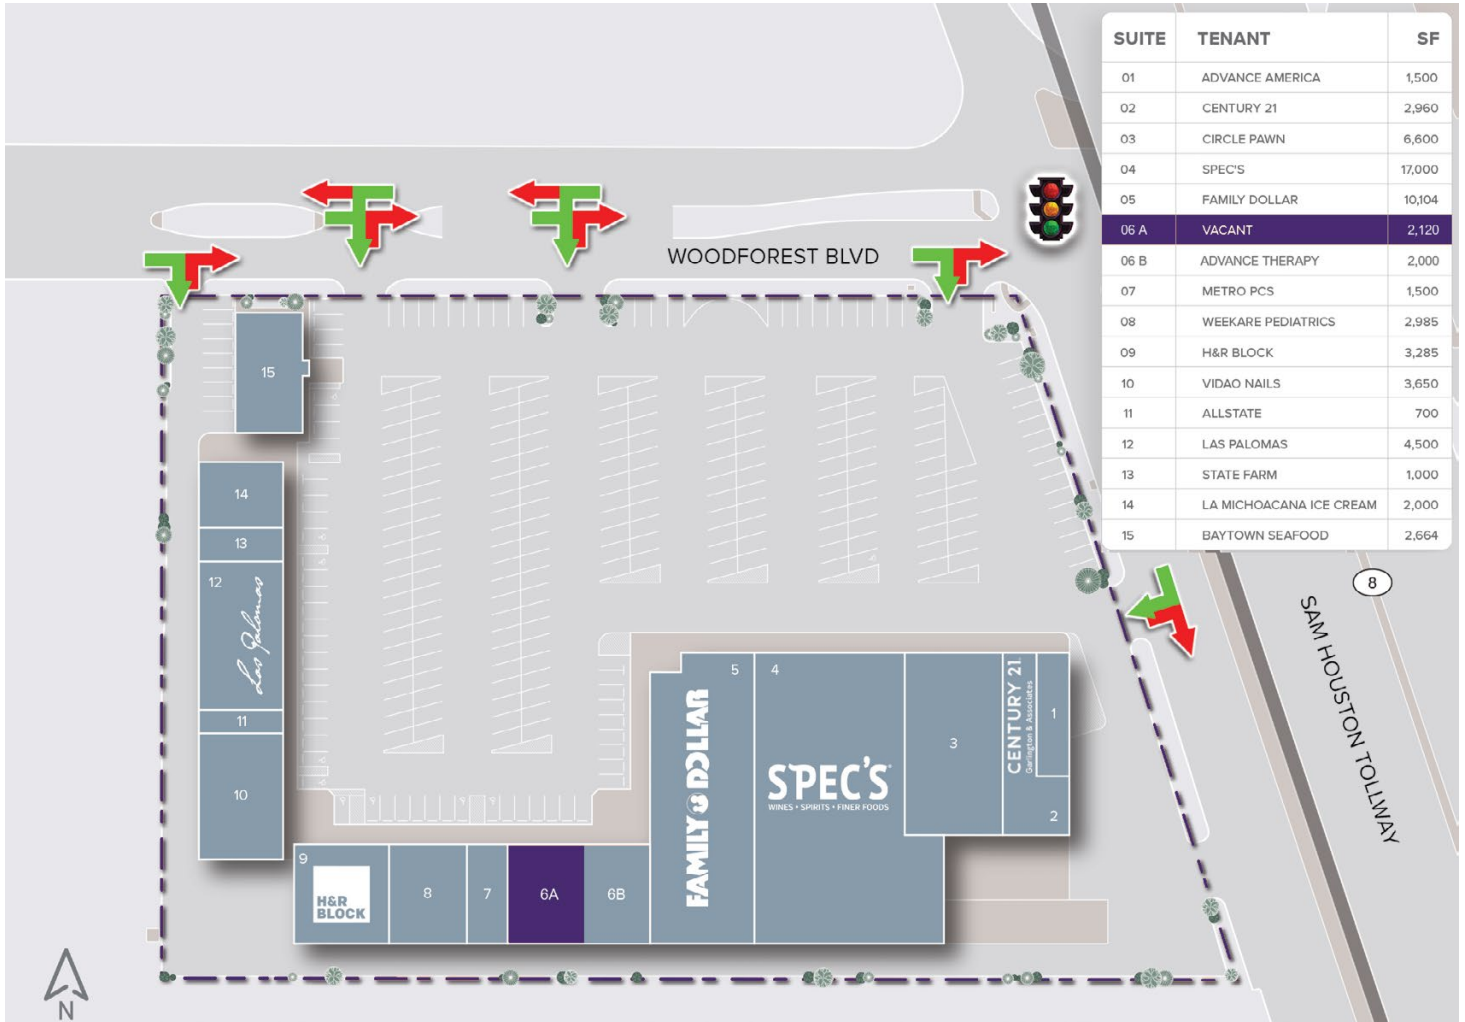 SUITE TENANT SF
01 ADVANCE AMERICA 1,500
02 CENTURY 21 2,960
03 CIRCLE PAWN 6,600
04 SPEC'S 17,000
05 FAMILY DOLLAR 10,104
06 A VACANT 2,120
06 B ADVANCE THERAPY 2,000
07 METRO PCS 1,500
08 WEEKARE PEDIATRICS 2,985
09 H&R BLOCK 3,285
10 VIDAO NAILS 3,650
11 ALLSTATE 700
12 LAS PALOMAS 4,500
13 STATE FARM 1,000
14 LA MICHOACANA ICE CREAM 2,000
15 BAYTOWN SEAFOOD 2,664
WOODFOREST BLVD
8
SAM HOUSTON TOLLWAY
15
14
13
12
Las Palomas
11
10
9
H&R
BLOCK
8
7
6A
6B
5
FAMILY DOLLAR
4
SPEC'S
WINES • SPIRITS • FINER FOODS
3
CENTURY 21
Garlington & Associates
1
2
N